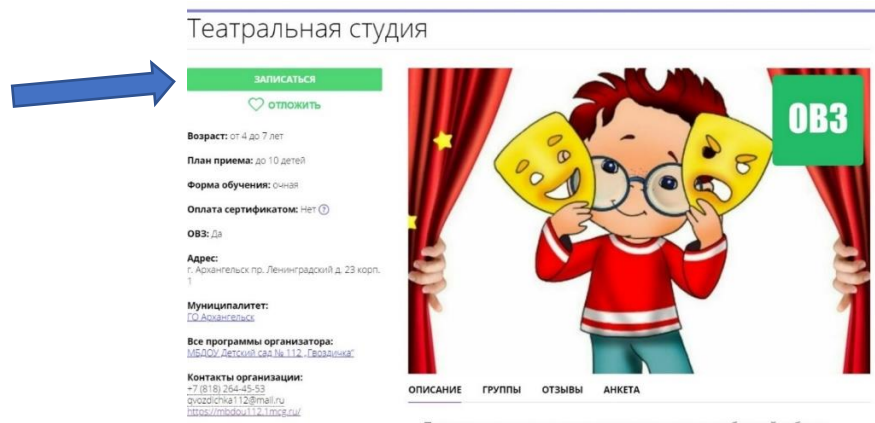 Театральная студия
ЗАПИСАТЬСЯ
ОТЛОЖИТЬ
Возраст: от 4 до 7 лет
План приема: до 10 детей
Форма обучения: очная
Оплата сертификатом: Нет ?
ОВЗ: Да
Адрес:
г. Архангельск пр. Ленинградский д. 23 корп.
1
Муниципалитет:
ГО Архангельск
Все программы организатора:
МБДОУ Детский сад № 112 „Гвоздичка"
Контакты организации:
+7 (818) 264-45-53
gvozdichka112@mail.ru
https://mbdou112.1mcg.ru/
ОВЗ
ОПИСАНИЕ ГРУППЫ ОТЗЫВЫ АНКЕТА